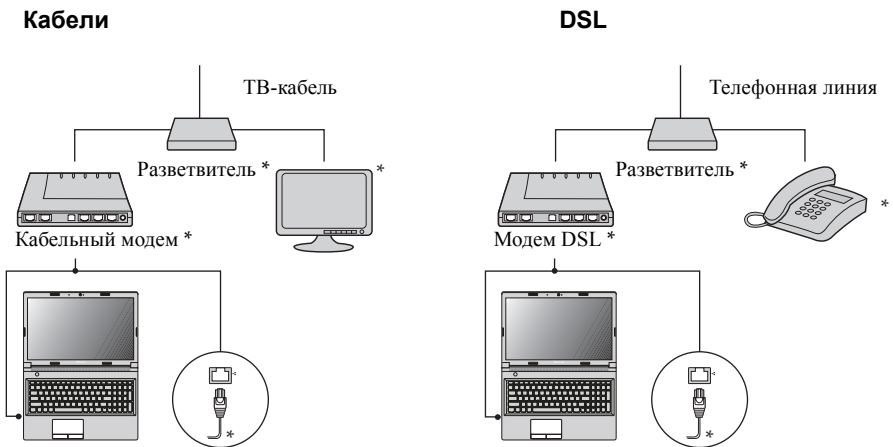 Кабели
ТВ-кабель
Разветвитель *
*
Кабельный модем *
*
DSL
Телефонная линия
Разветвитель *
*
Модем DSL *
*